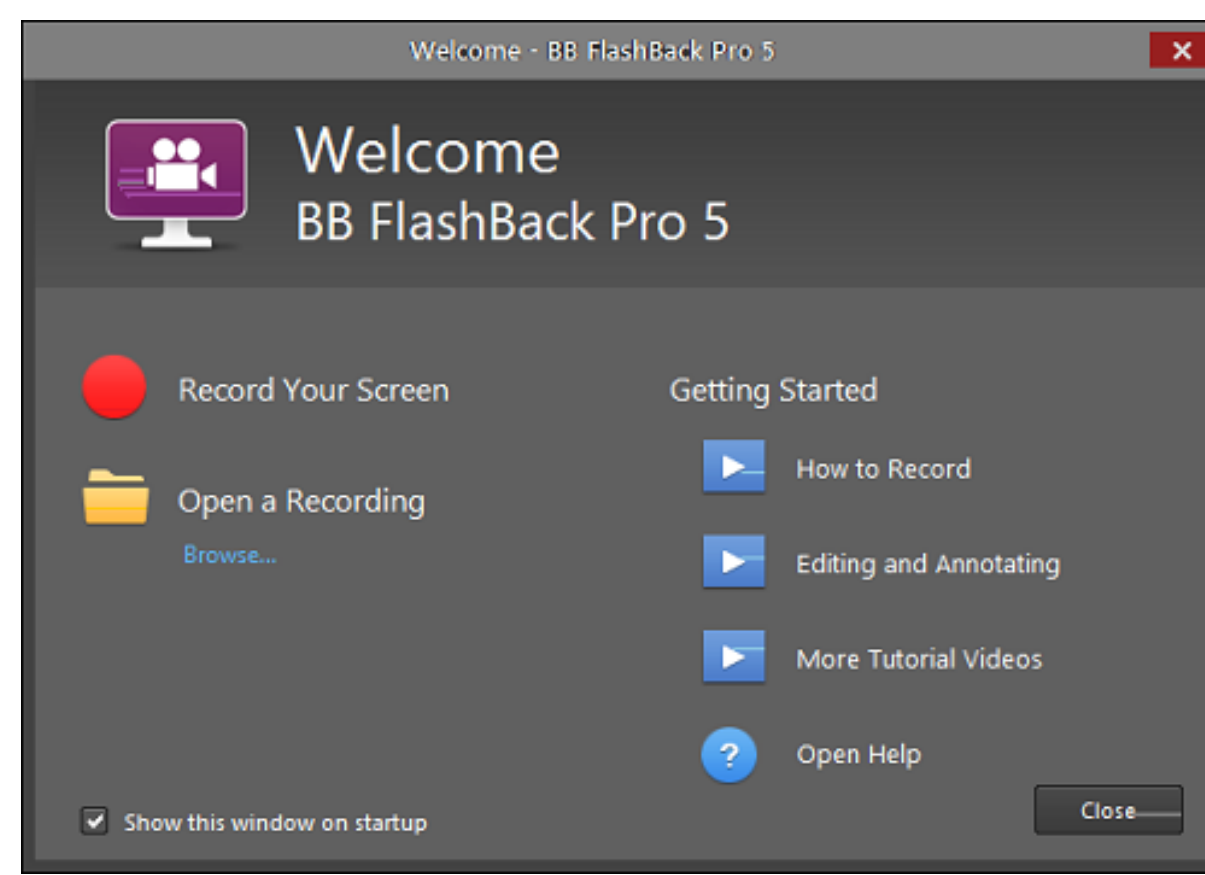 Welcome - BB FlashBack Pro 5
Welcome
BB FlashBack Pro 5
Record Your Screen
Open a Recording
Browse...
Getting Started
How to Record
Editing and Annotating
More Tutorial Videos
? Open Help
Show this window on startup
Close